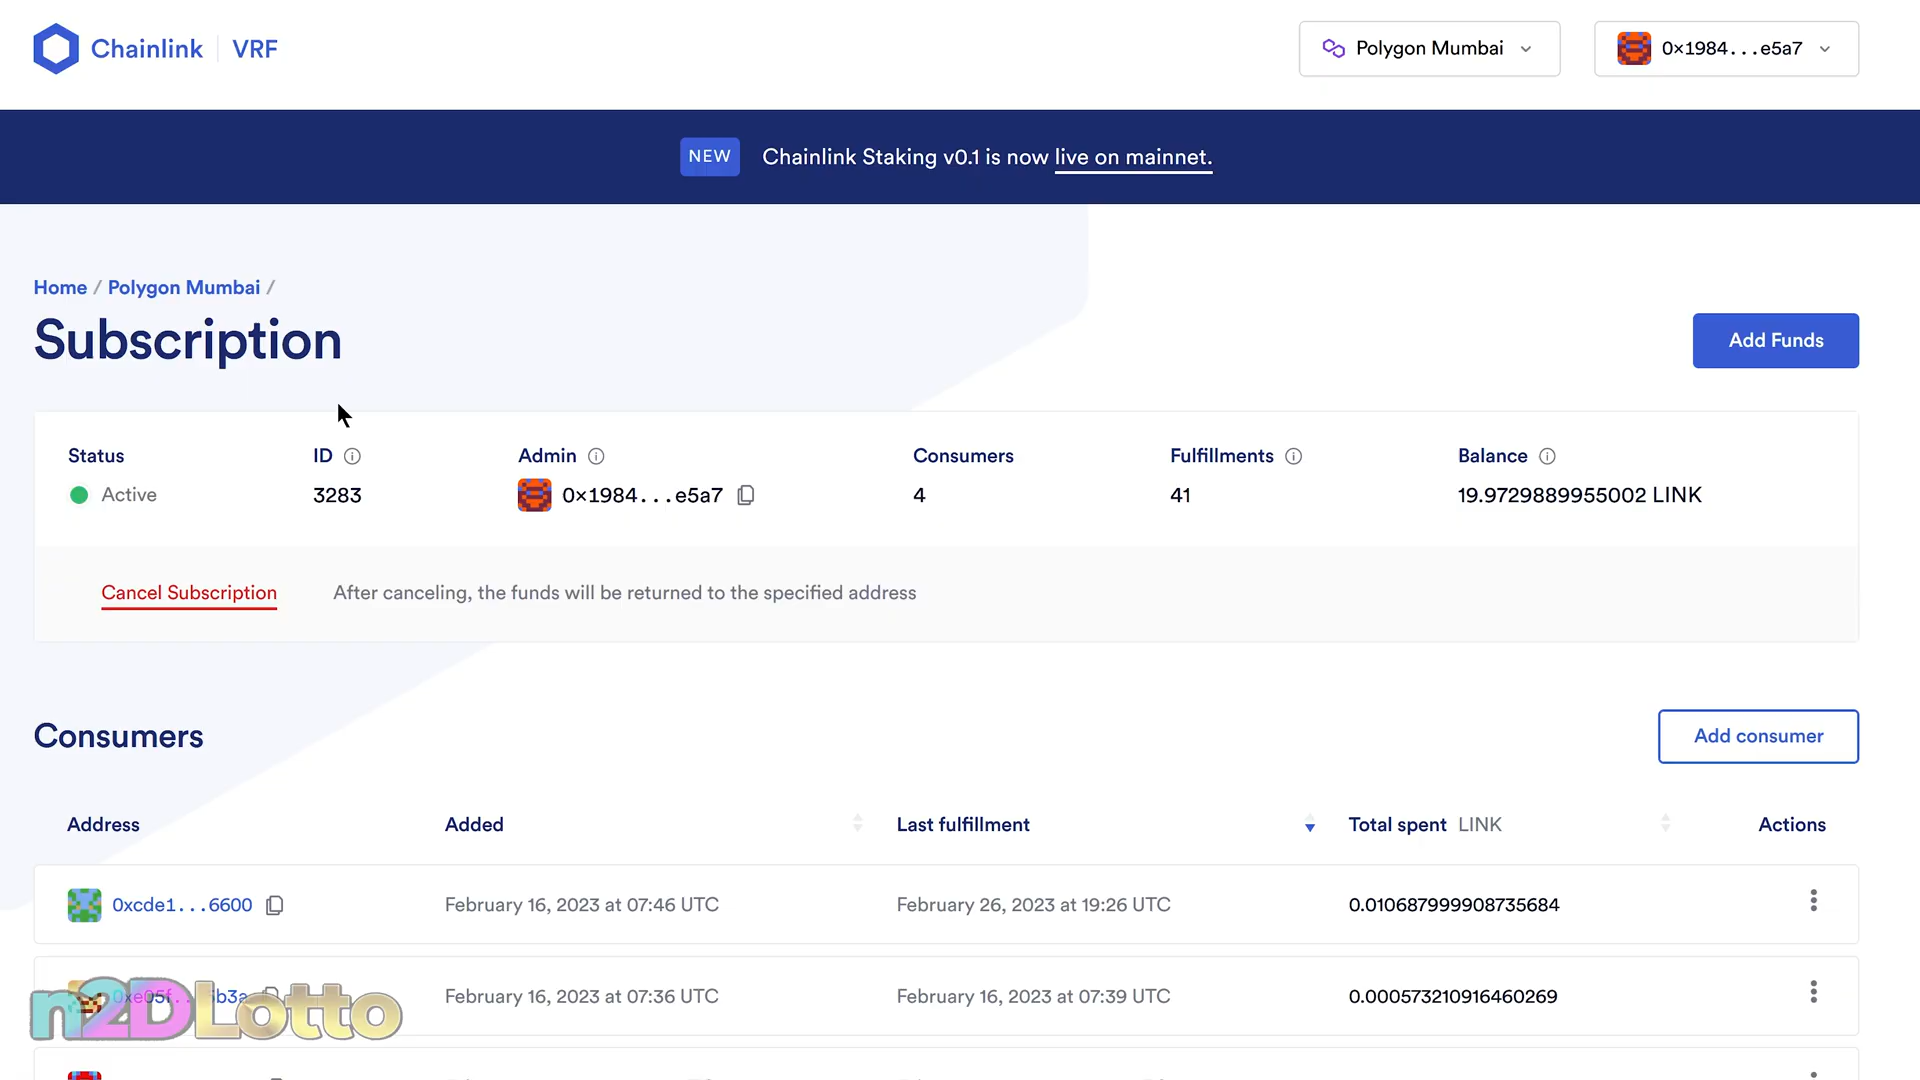 Chainlink VRF
Polygon Mumbai
0x1984...e5a7
NEW Chainlink Staking v0.1 is now live on mainnet.
Home / Polygon Mumbai /
Subscription
Add Funds
Status ID Admin Consumers Fulfillments Balance
Active 3283 0x1984...e5a7 4 41 19.9729889955002 LINK
Cancel Subscription After canceling, the funds will be returned to the specified address
Consumers
Add consumer
Address Added Last fulfillment Total spent LINK Actions
0xcde1...6600 February 16, 2023 at 07:46 UTC February 26, 2023 at 19:26 UTC 0.010687999908735684
February 16, 2023 at 07:36 UTC February 16, 2023 at 07:39 UTC 0.000573210916460269
n2DLotto